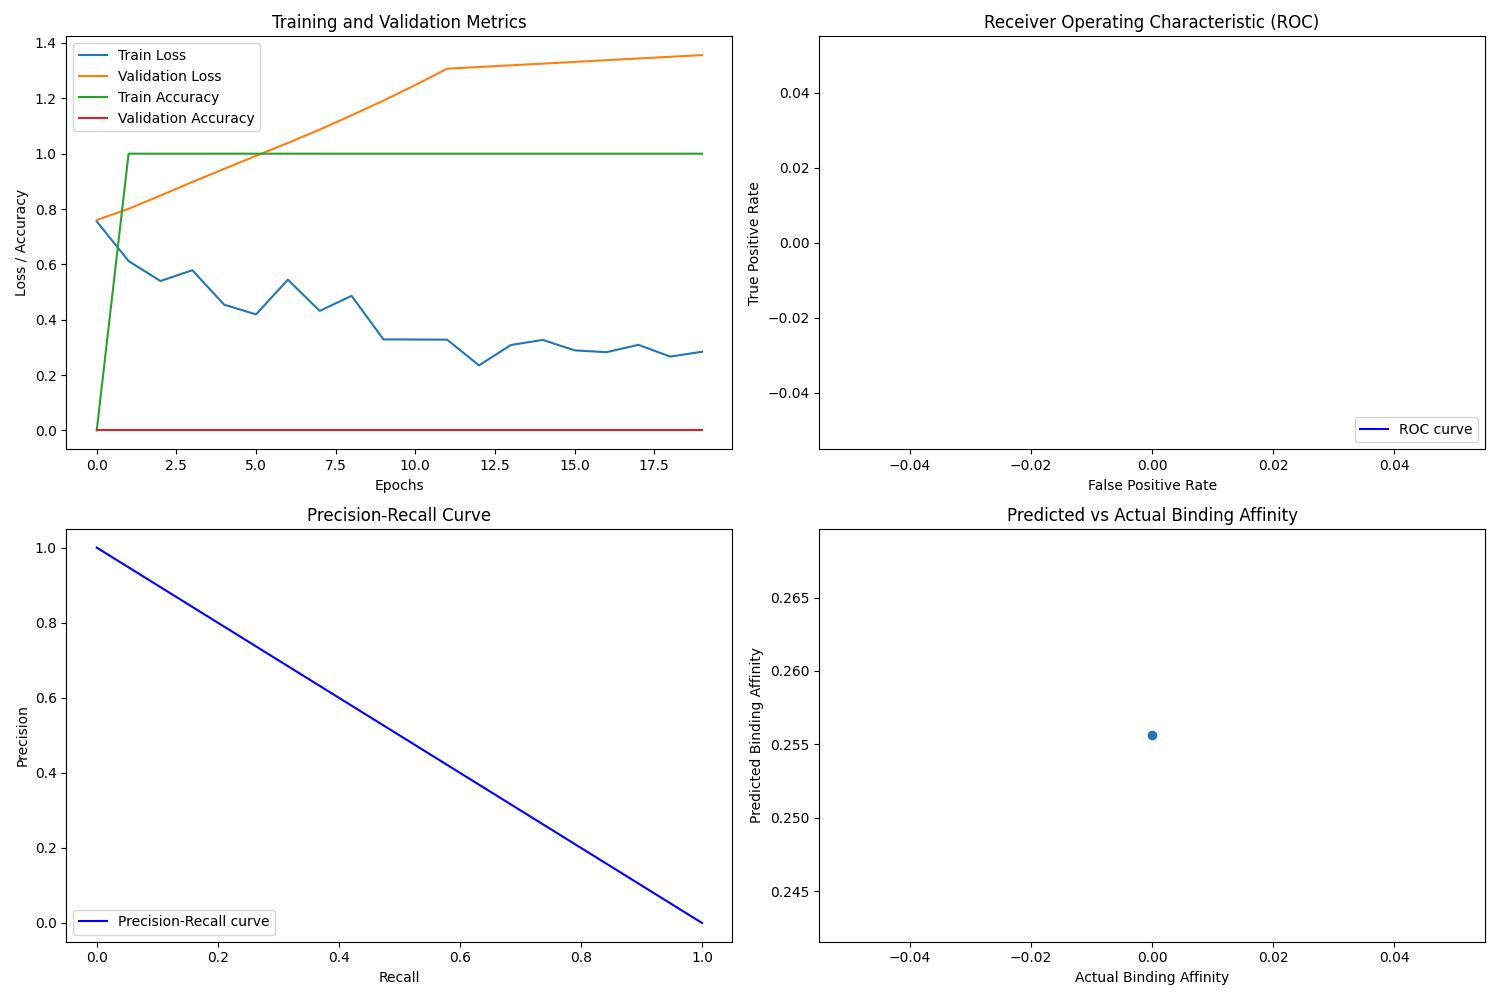 Training and Validation Metrics
Train Loss
Validation Loss
Train Accuracy
Validation Accuracy
Loss / Accuracy
1.4
1.2
1.0
0.8
0.6
0.4
0.2
0.0
0.0 2.5 5.0 7.5 10.0 12.5 15.0 17.5
Epochs
Receiver Operating Characteristic (ROC)
True Positive Rate
0.04
0.02
0.00
−0.02
−0.04
ROC curve
−0.04 −0.02 0.00 0.02 0.04
False Positive Rate
Precision-Recall Curve
Precision
1.0
0.8
0.6
0.4
0.2
0.0
Precision-Recall curve
0.0 0.2 0.4 0.6 0.8 1.0
Recall
Predicted vs Actual Binding Affinity
Predicted Binding Affinity
0.265
0.260
0.255
0.250
0.245
−0.04 −0.02 0.00 0.02 0.04
Actual Binding Affinity